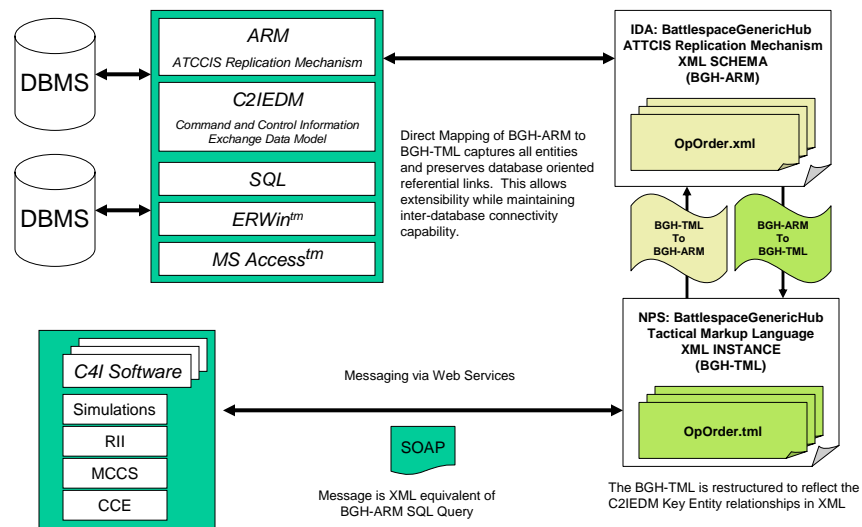 DBMS
DBMS
ARM
ATCCIS Replication Mechanism
C2IEDM
Command and Control Information
Exchange Data Model
SQL
ERWin™
MS Access™
Direct Mapping of BGH-ARM to
BGH-TML captures all entities
and preserves database oriented
referential links. This allows
extensibility while maintaining
inter-database connectivity
capability.
IDA: BattlespaceGenericHub
ATTCIS Replication Mechanism
XML SCHEMA
(BGH-ARM)
OpOrder.xml
BGH-TML
To
BGH-ARM
BGH-ARM
To
BGH-TML
NPS: BattlespaceGenericHub
Tactical Markup Language
XML INSTANCE
(BGH-TML)
OpOrder.tml
The BGH-TML is restructured to reflect the
C2IEDM Key Entity relationships in XML
C4I Software
Simulations
RII
MCCS
CCE
Messaging via Web Services
SOAP
Message is XML equivalent of
BGH-ARM SQL Query